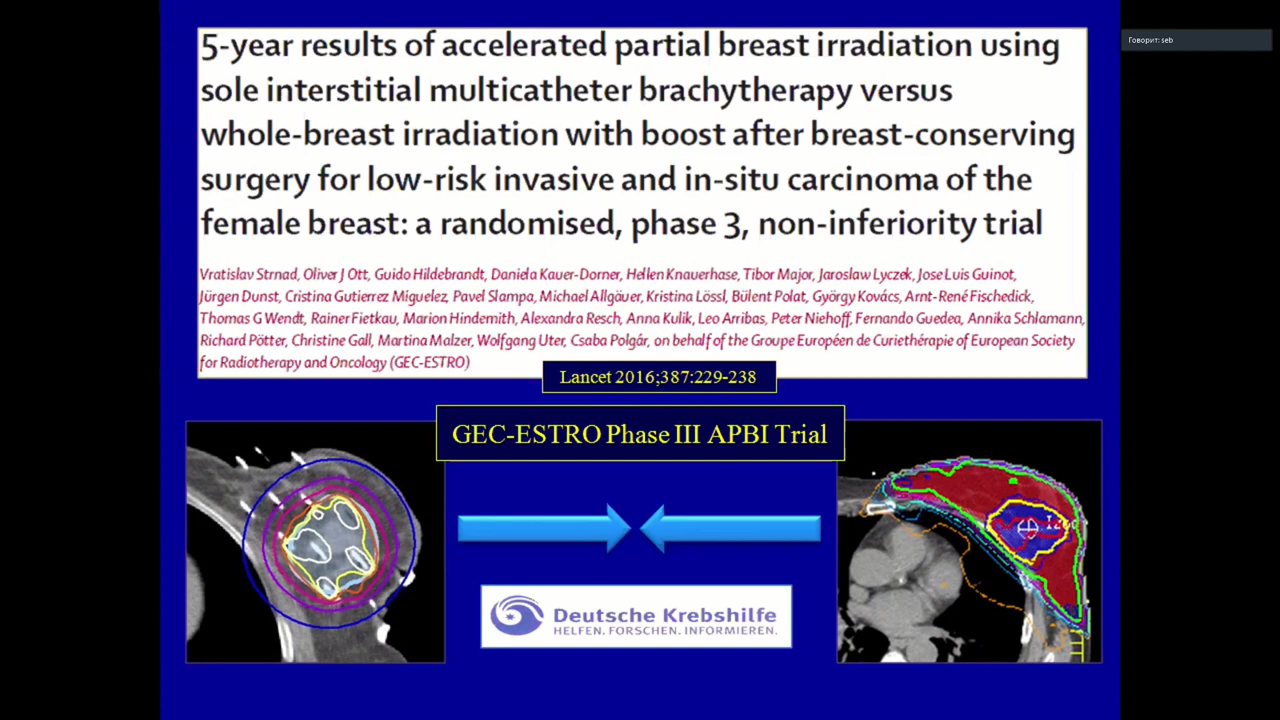 Говорит: seb
5-year results of accelerated partial breast irradiation using
sole interstitial multicatheter brachytherapy versus
whole-breast irradiation with boost after breast-conserving
surgery for low-risk invasive and in-situ carcinoma of the
female breast: a randomised, phase 3, non-inferiority trial
Vratislav Strnad, Oliver J Ott, Guido Hildebrandt, Daniela Kauer-Dorner, Hellen Knauerhase, Tibor Major, Jaroslaw Lyczek, Jose Luis Guinot,
Jürgen Dunst, Cristina Gutierrez Miguelez, Pavel Slampa, Michael Allgäuer, Kristina Lössl, Bülent Polat, György Kovács, Arnt-René Fischedick,
Thomas G Wendt, Rainer Fietkau, Marion Hindemith, Alexandra Resch, Anna Kulik, Leo Arribas, Peter Niehoff, Fernando Guedea, Annika Schlamann,
Richard Pötter, Christine Gall, Martina Malzer, Wolfgang Uter, Csaba Polgár, on behalf of the Groupe Européen de Curiethérapie of European Society
for Radiotherapy and Oncology (GEC-ESTRO)
Lancet 2016;387:229-238
GEC-ESTRO Phase III APBI Trial
Deutsche Krebshilfe
HELFEN. FORSCHEN. INFORMIEREN.